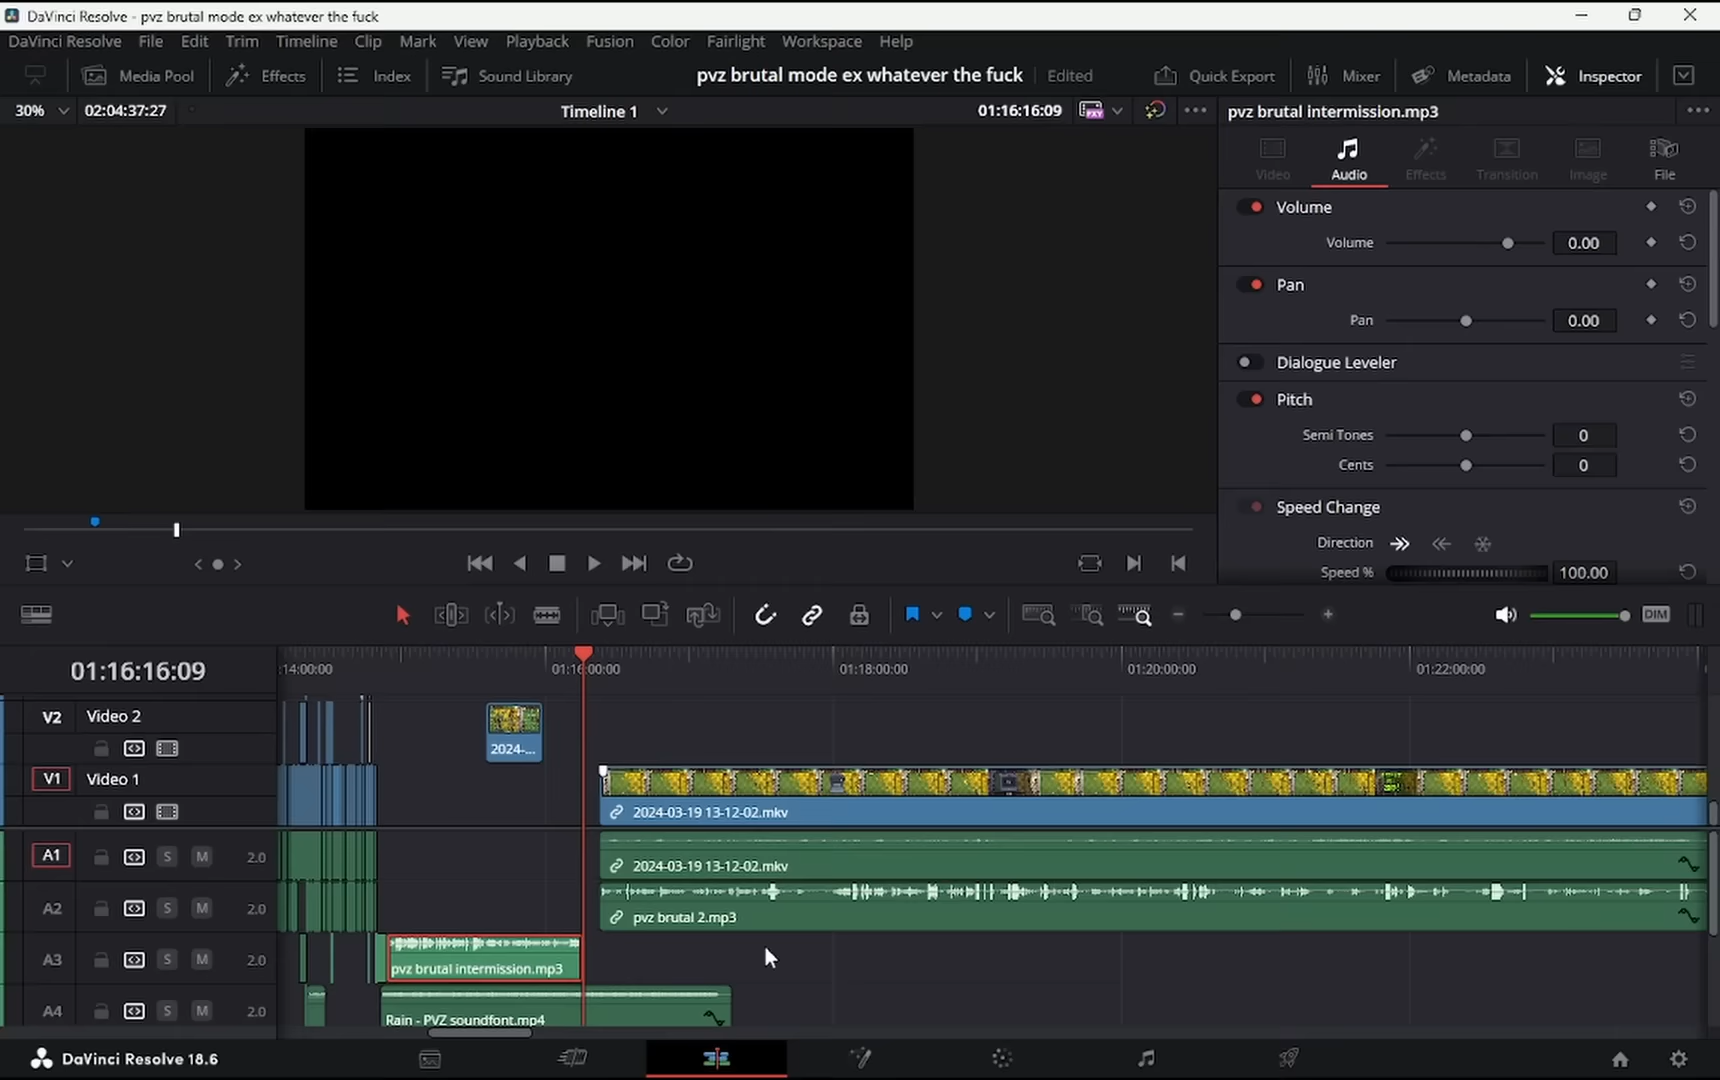 DaVinci Resolve - pvz brutal mode ex whatever the fuck
DaVinci Resolve File Edit Trim Timeline Clip Mark View Playback Fusion Color Fairlight Workspace Help
Media Pool Effects Index Sound Library pvz brutal mode ex whatever the fuck Edited Quick Export Mixer Metadata Inspector
30% 02:04:37:27 Timeline 1 01:16:16:09 pvz brutal intermission.mp3
Video Audio Effects Transition Image File
Volume
Volume 0.00
Pan
Pan 0.00
Dialogue Leveler
Pitch
Semi Tones 0
Cents 0
Speed Change
Direction
Speed % 100.00
DIM
01:16:16:09 :14:00:00 01:16:00:00 01:18:00:00 01:20:00:00 01:22:00:00
V2 Video 2
2024-...
V1 Video 1
2024-03-19 13-12-02.mkv
A1 S M 2.0 2024-03-19 13-12-02.mkv
A2 S M 2.0 pvz brutal 2.mp3
A3 S M 2.0 pvz brutal intermission.mp3
A4 S M 2.0 Rain - PVZ soundfont.mp4
DaVinci Resolve 18.6